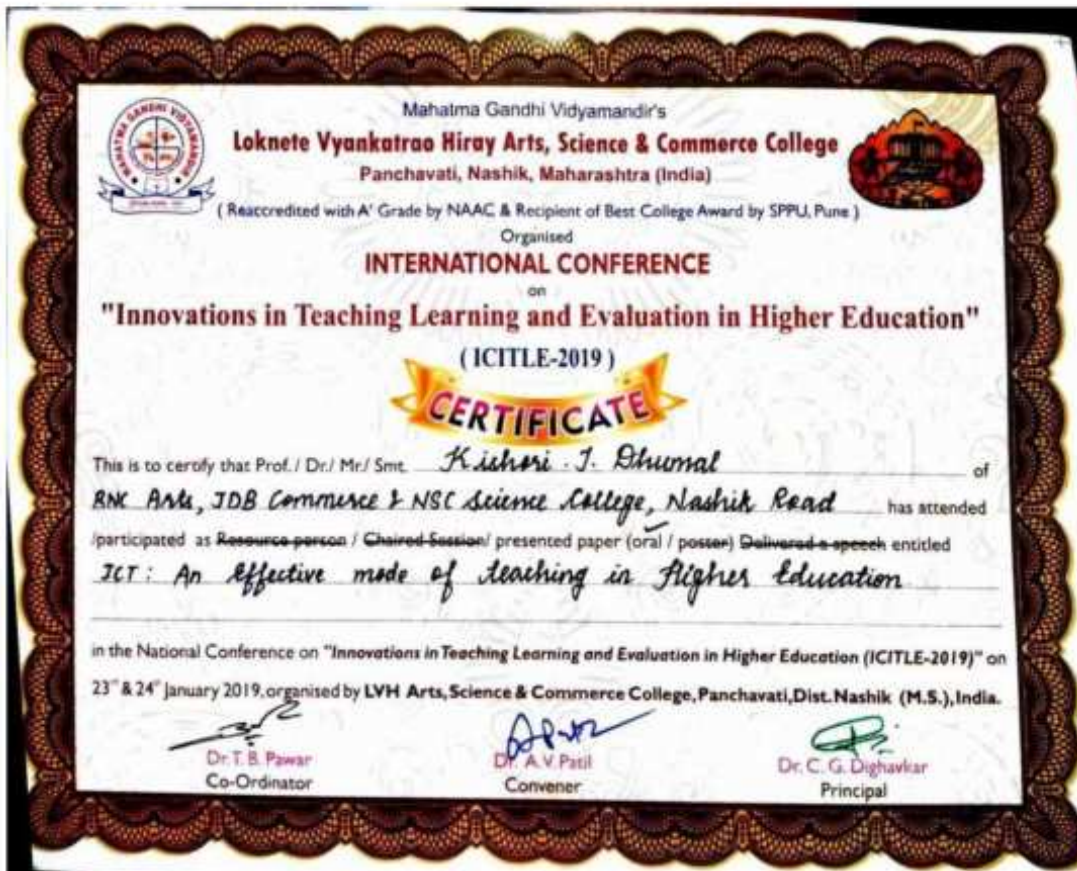 MAHATMA GANDHI VIDYAMANDIR
Mahatma Gandhi Vidyamandir's
Loknete Vyankatrao Hiray Arts, Science & Commerce College
Panchavati, Nashik, Maharashtra (India)
( Reaccredited with A' Grade by NAAC & Recipient of Best College Award by SPPU, Pune )
Organised
INTERNATIONAL CONFERENCE
on
"Innovations in Teaching Learning and Evaluation in Higher Education"
( ICITLE-2019 )
CERTIFICATE
This is to certify that Prof. / Dr./ Mr./ Smt. Kishori . J. Dhumal of
RNC Arts, JDB Commerce & NSC Science College, Nashik Road has attended
/participated as Resource person / Chaired Session/ presented paper (oral / poster) Delivered a speech entitled
ICT : An Effective mode of teaching in Higher Education
in the National Conference on "Innovations in Teaching Learning and Evaluation in Higher Education (ICITLE-2019)" on
23rd & 24th January 2019, organised by LVH Arts, Science & Commerce College, Panchavati, Dist. Nashik (M.S.), India.
Dr. T. B. Pawar Dr. A.V. Patil Dr. C. G. Dighavkar
Co-Ordinator Convener Principal